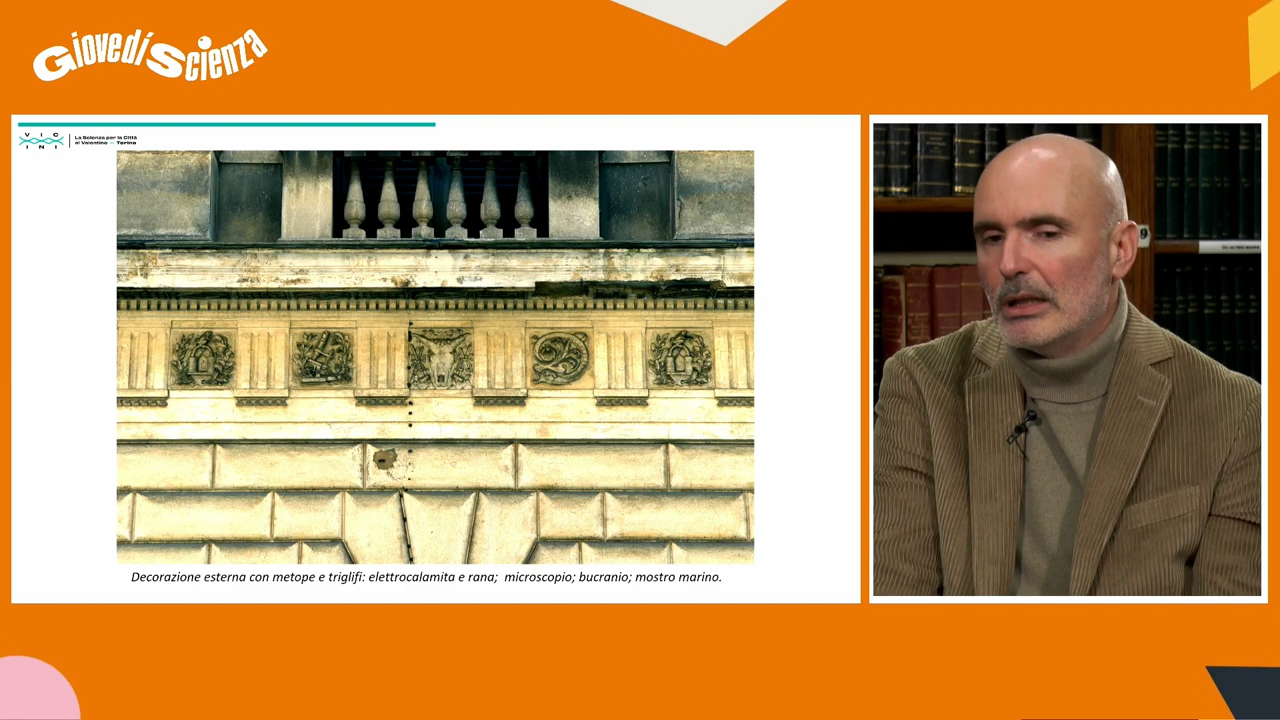 GiovedìScienza
V I C
I N I
La Scienza per la Città
al Valentino — Torino
Decorazione esterna con metope e triglifi: elettrocalamita e rana; microscopio; bucranio; mostro marino.